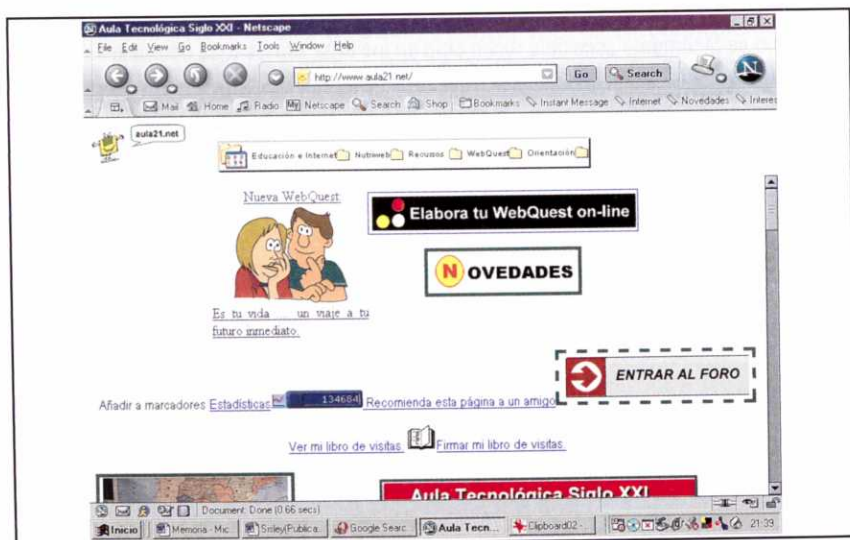 Aula Tecnológica Siglo XXI - Netscape
File Edit View Go Bookmarks Tools Window Help
http://www.aula21.net/ Go Search
Mail Home Radio Netscape Search Shop Bookmarks Instant Message Internet Novedades Interes
aula21.net
Educación e Internet Nutriweb Recursos WebQuest Orientación
Nueva WebQuest
Elabora tu WebQuest on-line
NOVEDADES
Es tu vida un viaje a tu
futuro inmediato.
ENTRAR AL FORO
Añadir a marcadores Estadísticas 134684 Recomienda esta página a un amigo
Ver mi libro de visitas. Firmar mi libro de visitas.
Aula Tecnológica Siglo XXI
Document: Done (0.66 secs)
Inicio Memoria - Mic Smley(Publica Google Searc Aula Tecn... Clipboard02 - 21:39